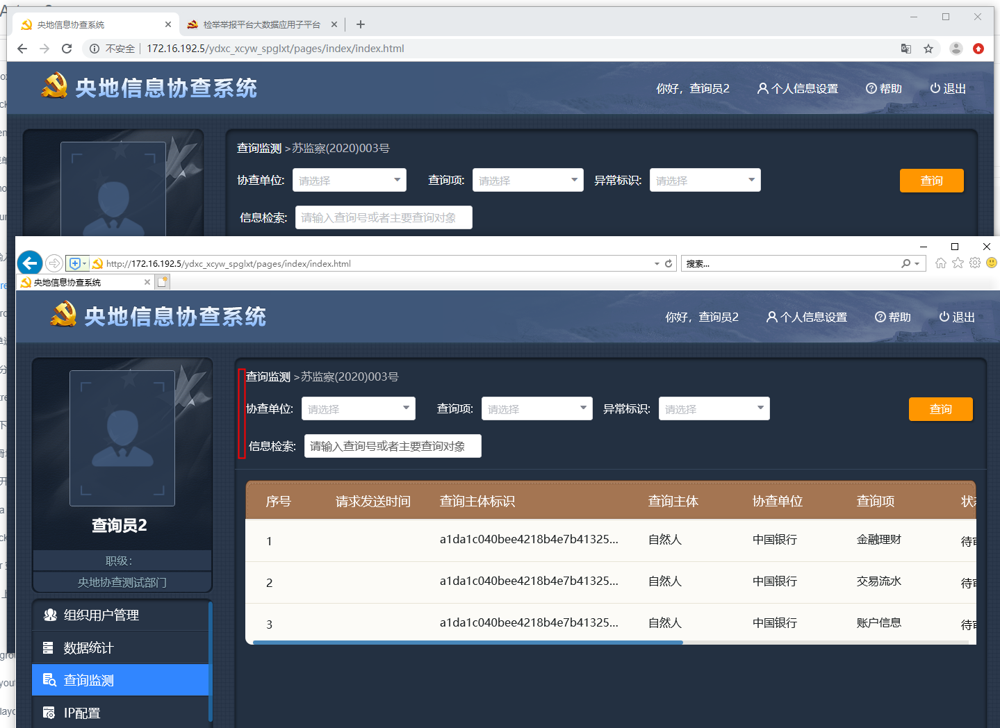 央地信息协查系统
检举举报平台大数据应用子平台
不安全
172.16.192.5/ydxc_xcyw_spglxt/pages/index/index.html
央地信息协查系统
你好，查询员2
个人信息设置
帮助
退出
查询监测 >苏监察(2020)003号
协查单位: 请选择
查询项: 请选择
异常标识: 请选择
查询
信息检索: 请输入查询号或者主要查询对象
http://172.16.192.5/ydxc_xcyw_spglxt/pages/index/index.html
搜索...
央地信息协查系统
央地信息协查系统
你好，查询员2
个人信息设置
帮助
退出
查询员2
职级:
央地协查测试部门
组织用户管理
数据统计
查询监测
IP配置
查询监测 >苏监察(2020)003号
协查单位: 请选择
查询项: 请选择
异常标识: 请选择
查询
信息检索: 请输入查询号或者主要查询对象
序号 请求发送时间 查询主体标识 查询主体 协查单位 查询项
1 a1da1c040bee4218b4e7b41325... 自然人 中国银行 金融理财 待
2 a1da1c040bee4218b4e7b41325... 自然人 中国银行 交易流水 待
3 a1da1c040bee4218b4e7b41325... 自然人 中国银行 账户信息 待